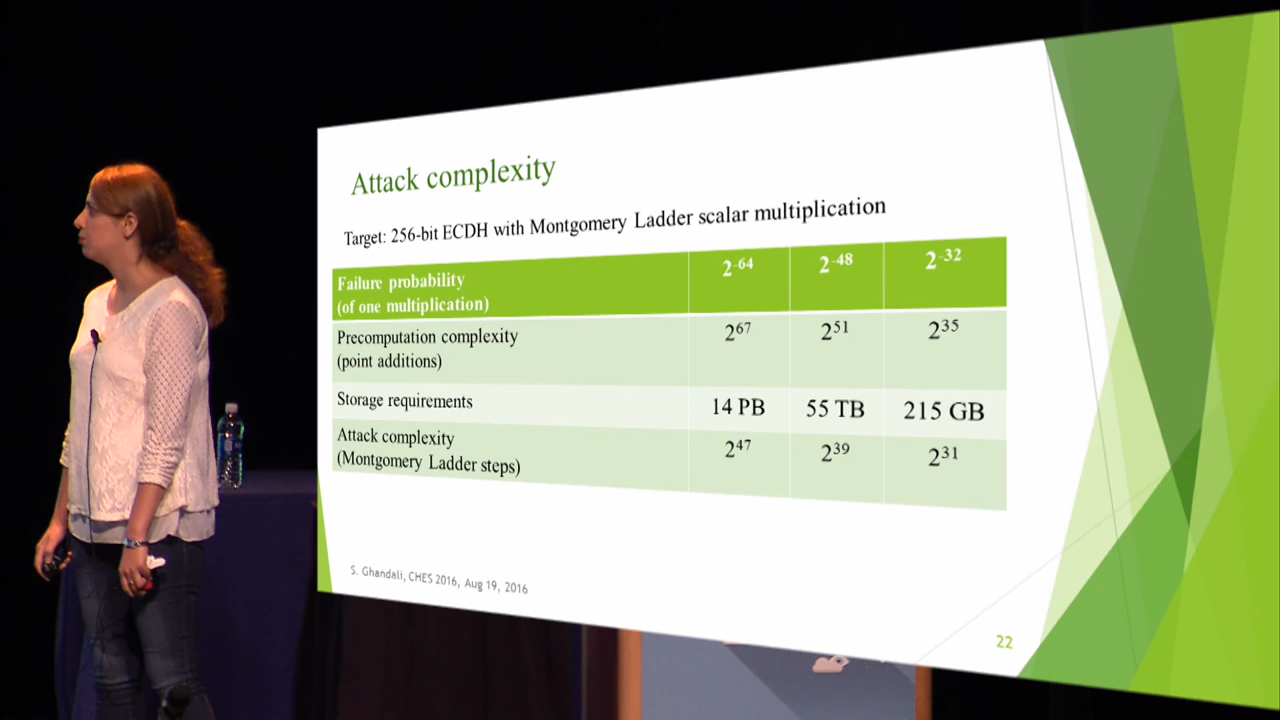 Attack complexity
Target: 256-bit ECDH with Montgomery Ladder scalar multiplication
Failure probability
(of one multiplication)
2⁻⁶⁴ 2⁻⁴⁸ 2⁻³²
Precomputation complexity
(point additions)
2⁶⁷ 2⁵¹ 2³⁵
Storage requirements 14 PB 55 TB 215 GB
Attack complexity
(Montgomery Ladder steps)
2⁴⁷ 2³⁹ 2³¹
S. Ghandali, CHES 2016, Aug 19, 2016
22